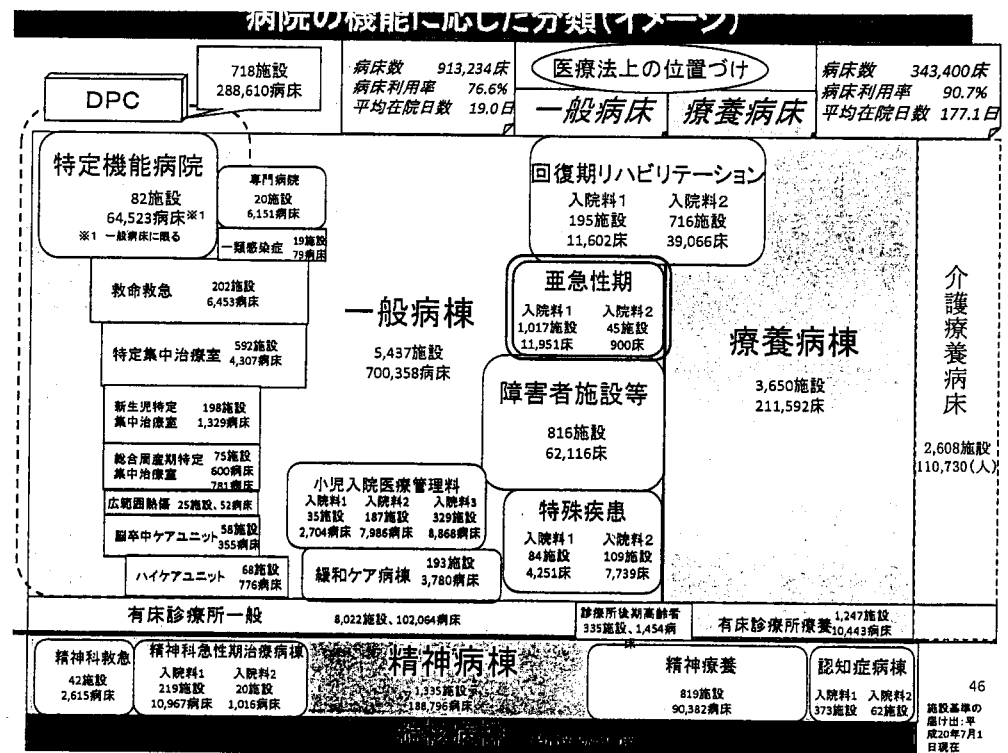 病院の機能に応じた分類(イメージ)
718施設
288,610病床
DPC
病床数 913,234床
病床利用率 76.6%
平均在院日数 19.0日
医療法上の位置づけ
一般病床
療養病床
病床数 343,400床
病床利用率 90.7%
平均在院日数 177.1日
特定機能病院
82施設
64,523病床※1
※1 一般病床に限る
専門病院
20施設
6,151病床
一類感染症 19施設
79病床
救命救急
202施設
6,453病床
特定集中治療室
592施設
4,307病床
新生児特定
集中治療室
198施設
1,329病床
総合周産期特定
集中治療室
75施設
600病床
781病床
広範囲熱傷 25施設、52病床
脳卒中ケアユニット
58施設
355病床
ハイケアユニット
68施設
776病床
一般病棟
5,437施設
700,358病床
小児入院医療管理料
入院料1 入院料2 入院料3
35施設 187施設 329施設
2,704病床 7,986病床 8,868病床
緩和ケア病棟
193施設
3,780病床
回復期リハビリテーション
入院料1 入院料2
195施設 716施設
11,602床 39,066床
亜急性期
入院料1 入院料2
1,017施設 45施設
11,951床 900床
障害者施設等
816施設
62,116床
特殊疾患
入院料1 入院料2
84施設 109施設
4,251床 7,739床
療養病棟
3,650施設
211,592床
介護療養病床
2,608施設
110,730(人)
有床診療所一般
8,022施設、102,064病床
診療所後期高齢者
335施設、1,454病
床
有床診療所療養
1,247施設
10,443病床
精神科救急
42施設
2,615病床
精神科急性期治療病棟
入院料1 入院料2
219施設 20施設
10,967病床 1,016病床
精神病棟
1,335施設
188,796病床
精神療養
819施設
90,382病床
認知症病棟
入院料1 入院料2
373施設 62施設
46
施設基準の
届け出:平
成20年7月1
日現在